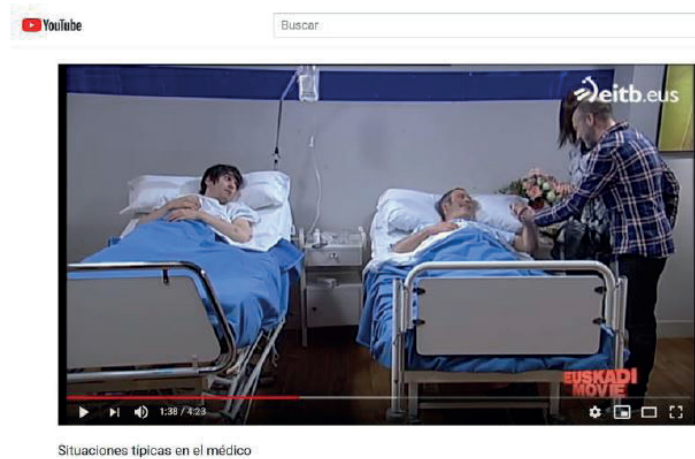 YouTube
Buscar
eitb.eus
EUSKADI
MOVIE
1:38 / 4:23
Situaciones típicas en el médico